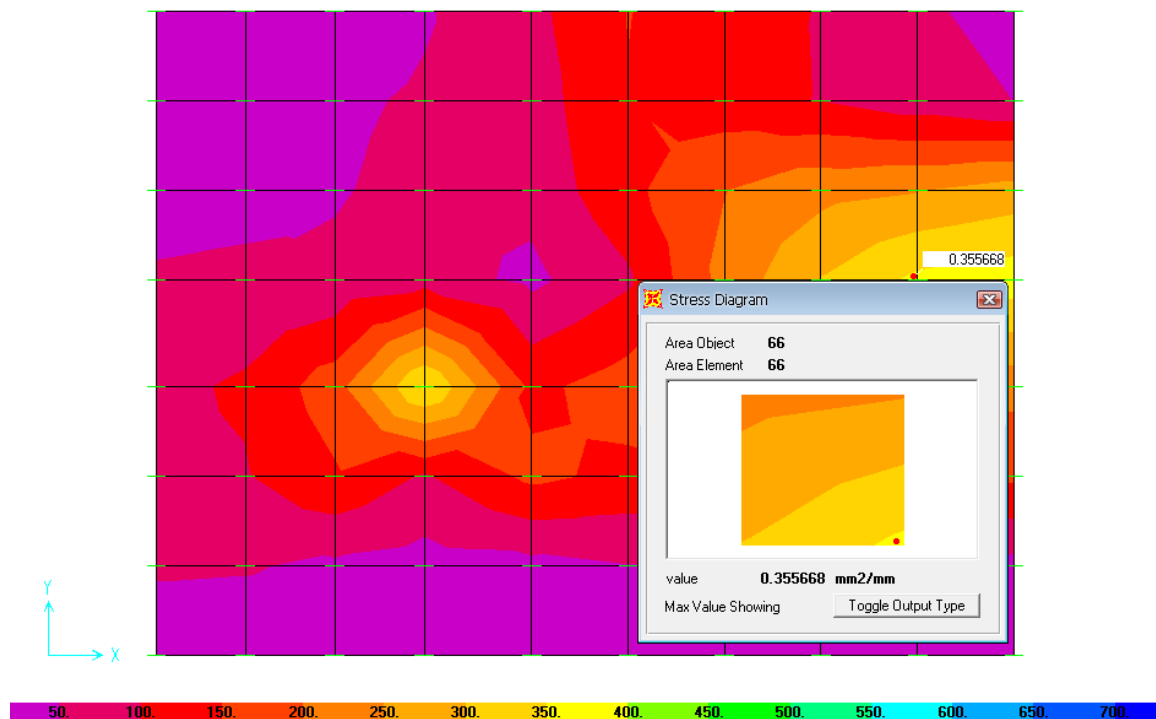 0.355668
Stress Diagram
Area Object 66
Area Element 66
value 0.355668 mm2/mm
Max Value Showing Toggle Output Type
Y
X
50. 100. 150. 200. 250. 300. 350. 400. 450. 500. 550. 600. 650. 700.